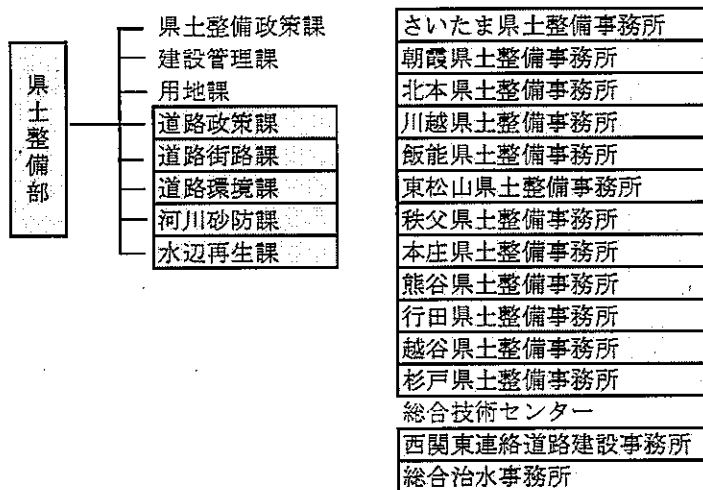 県土整備部
県土整備政策課
建設管理課
用地課
道路政策課
道路街路課
道路環境課
河川砂防課
水辺再生課
さいたま県土整備事務所
朝霞県土整備事務所
北本県土整備事務所
川越県土整備事務所
飯能県土整備事務所
東松山県土整備事務所
秩父県土整備事務所
本庄県土整備事務所
熊谷県土整備事務所
行田県土整備事務所
越谷県土整備事務所
杉戸県土整備事務所
総合技術センター
西関東連絡道路建設事務所
総合治水事務所